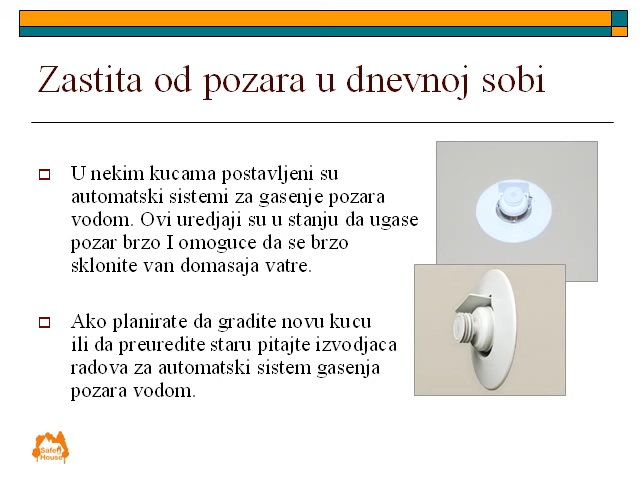 Zastita od pozara u dnevnoj sobi
U nekim kucama postavljeni su
automatski sistemi za gasenje pozara
vodom. Ovi uredjaji su u stanju da ugase
pozar brzo I omoguce da se brzo
sklonite van domasaja vatre.
Ako planirate da gradite novu kucu
ili da preuredite staru pitajte izvodjaca
radova za automatski sistem gasenja
pozara vodom.
Safe
House